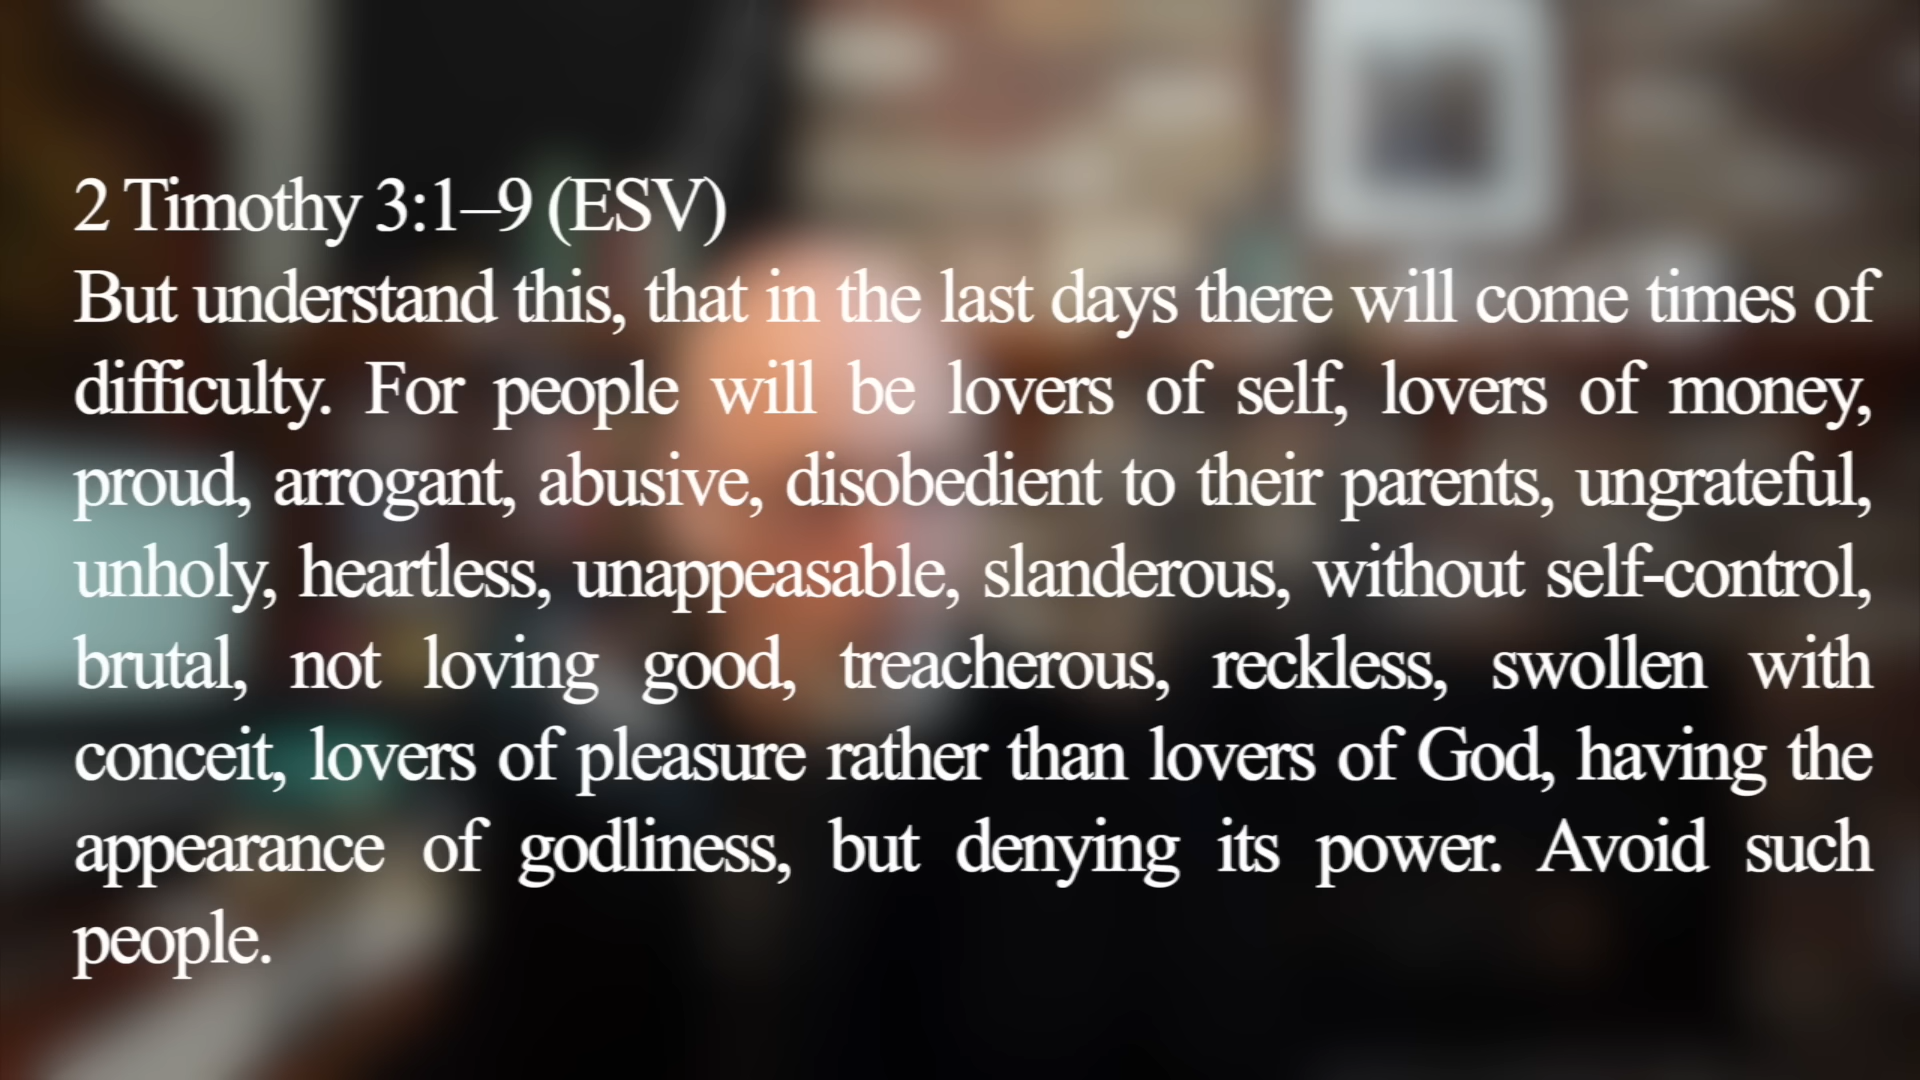 2 Timothy 3:1–9 (ESV)
But understand this, that in the last days there will come times of
difficulty. For people will be lovers of self, lovers of money,
proud, arrogant, abusive, disobedient to their parents, ungrateful,
unholy, heartless, unappeasable, slanderous, without self-control,
brutal, not loving good, treacherous, reckless, swollen with
conceit, lovers of pleasure rather than lovers of God, having the
appearance of godliness, but denying its power. Avoid such
people.